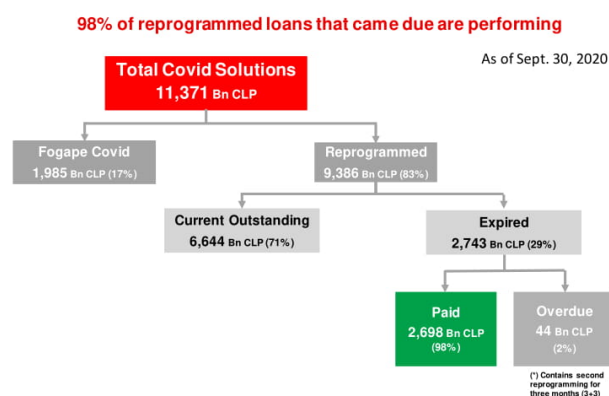 98% of reprogrammed loans that came due are performing
As of Sept. 30, 2020
Total Covid Solutions
11,371 Bn CLP
Fogape Covid
1,985 Bn CLP (17%)
Reprogrammed
9,386 Bn CLP (83%)
Current Outstanding
6,644 Bn CLP (71%)
Expired
2,743 Bn CLP (29%)
Paid
2,698 Bn CLP
(98%)
Overdue
44 Bn CLP
(2%)
(*) Contains second
reprogramming for
three months (3+3)